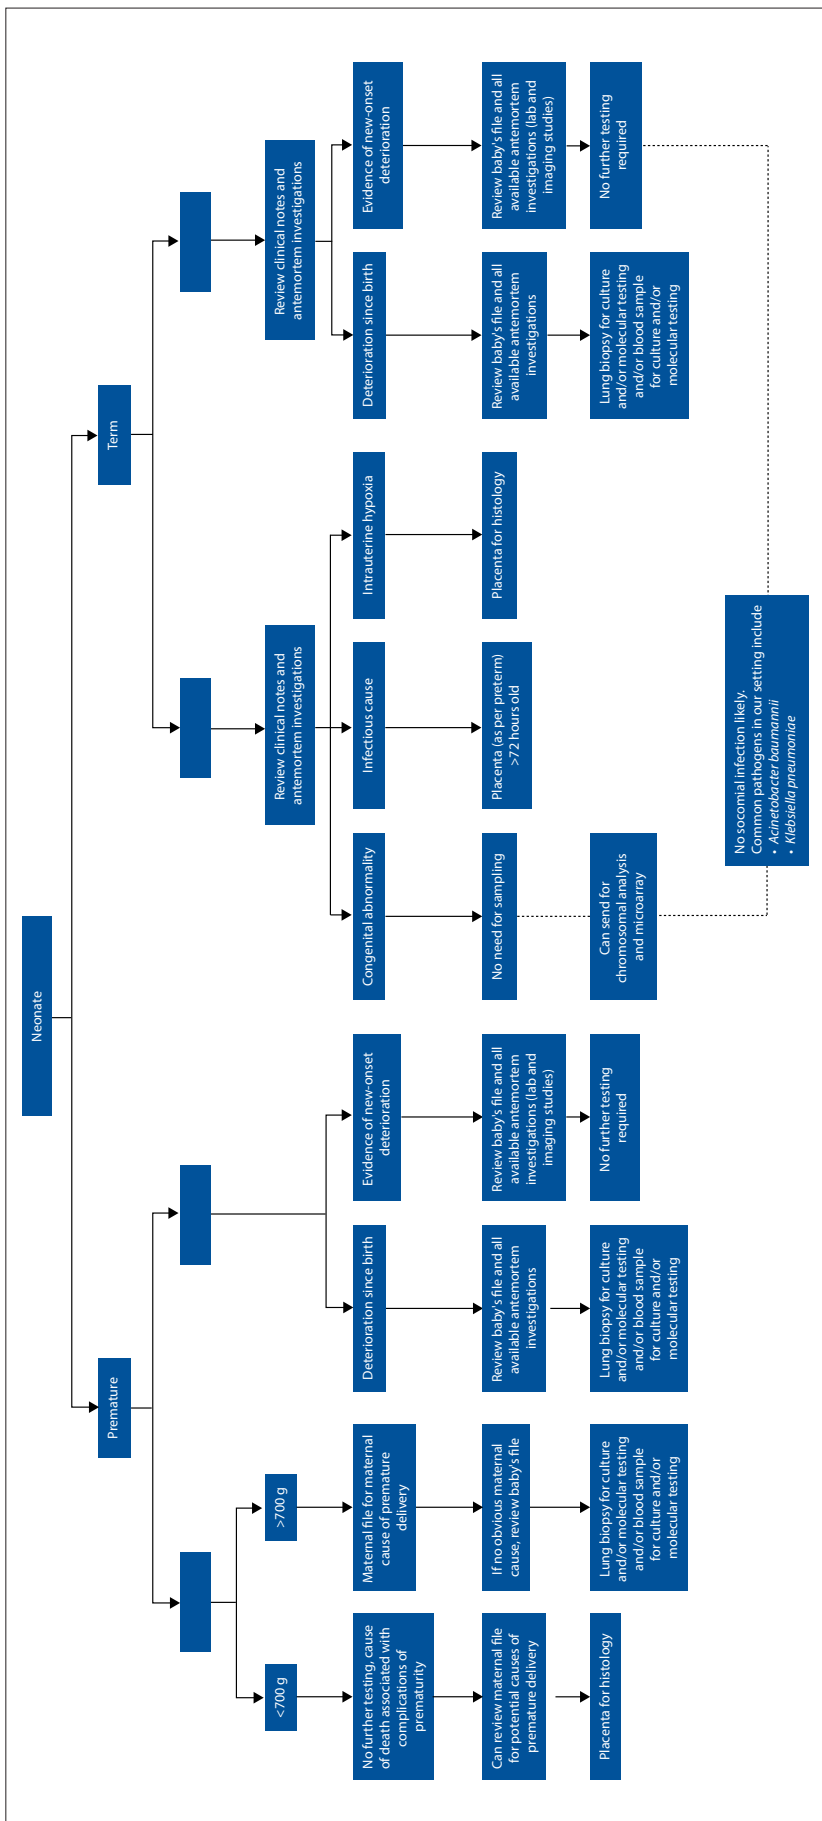 Neonate
Premature
Term
<700 g
>700 g
Review clinical notes and
antemortem investigations
Review clinical notes and
antemortem investigations
No further testing, cause
of death associated with
complications of
prematurity
Maternal file for maternal
cause of premature
delivery
Deterioration since birth
Evidence of new-onset
deterioration
Congenital abnormality
Infectious cause
Intrauterine hypoxia
Deterioration since birth
Evidence of new-onset
deterioration
Can review maternal file
for potential causes of
premature delivery
If no obvious maternal
cause, review baby's file
Review baby's file and all
available antemortem
investigations
Review baby's file and all
available antemortem
investigations (lab and
imaging studies)
No need for sampling
Placenta (as per preterm)
>72 hours old
Placenta for histology
Review baby's file and all
available antemortem
investigations
Review baby's file and all
available antemortem
investigations (lab and
imaging studies)
Placenta for histology
Lung biopsy for culture
and/or molecular testing
and/or blood sample
for culture and/or
molecular testing
Lung biopsy for culture
and/or molecular testing
and/or blood sample
for culture and/or
molecular testing
No further testing
required
Can send for
chromosomal analysis
and microarray
Lung biopsy for culture
and/or molecular testing
and/or blood sample
for culture and/or
molecular testing
No further testing
required
No socomial infection likely.
Common pathogens in our setting include
• Acinetobacter baumannii
• Klebsiella pneumoniae